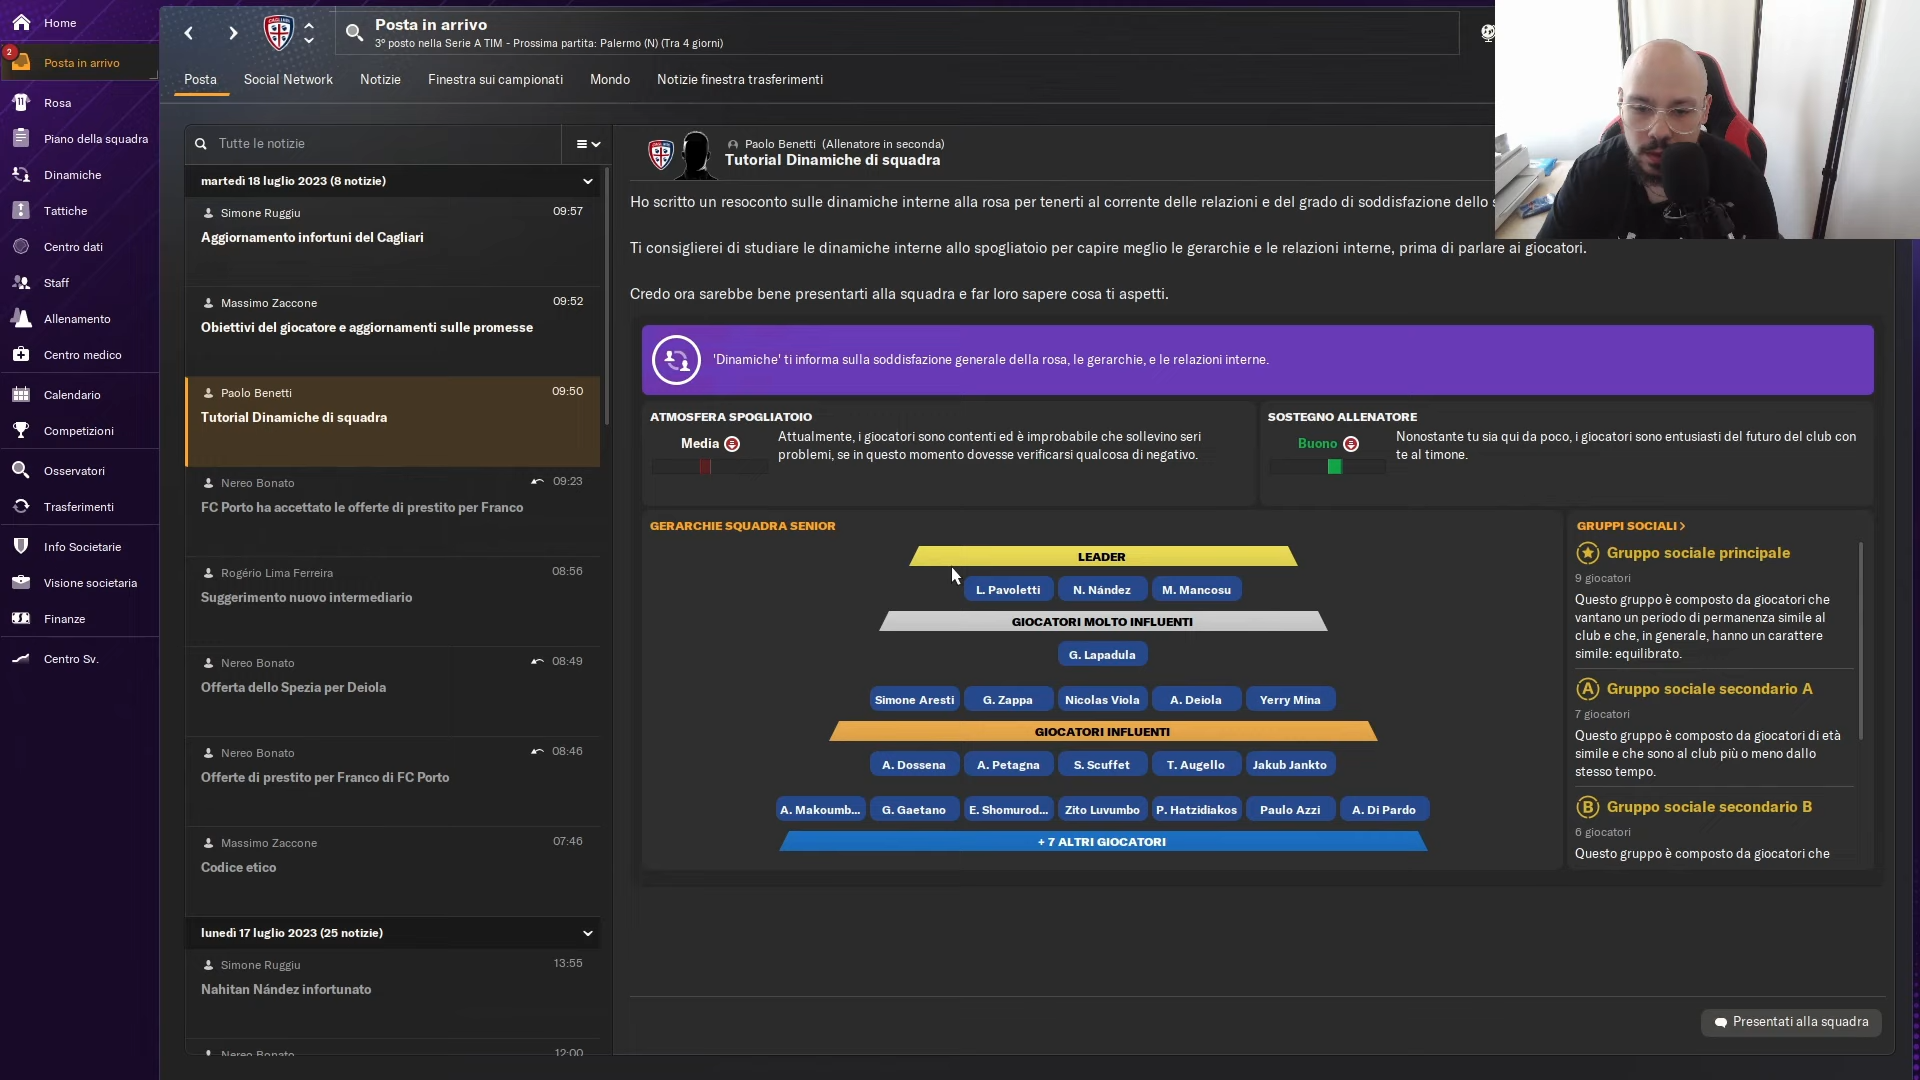 Home
2
Posta in arrivo
Rosa
Piano della squadra
Dinamiche
Tattiche
Centro dati
Staff
Allenamento
Centro medico
Calendario
Competizioni
Osservatori
Trasferimenti
Info Societarie
Visione societaria
Finanze
Centro Sv.
Posta in arrivo
3° posto nella Serie A TIM - Prossima partita: Palermo (N) (Tra 4 giorni)
Posta
Social Network
Notizie
Finestra sui campionati
Mondo
Notizie finestra trasferimenti
Tutte le notizie
martedì 18 luglio 2023 (8 notizie)
Simone Ruggiu 09:57
Aggiornamento infortuni del Cagliari
Massimo Zaccone 09:52
Obiettivi del giocatore e aggiornamenti sulle promesse
Paolo Benetti 09:50
Tutorial Dinamiche di squadra
Nereo Bonato 09:23
FC Porto ha accettato le offerte di prestito per Franco
Rogério Lima Ferreira 08:56
Suggerimento nuovo intermediario
Nereo Bonato 08:49
Offerta dello Spezia per Deiola
Nereo Bonato 08:46
Offerte di prestito per Franco di FC Porto
Massimo Zaccone 07:46
Codice etico
lunedì 17 luglio 2023 (25 notizie)
Simone Ruggiu 13:55
Nahitan Nández infortunato
Nereo Bonato 12:00
Paolo Benetti (Allenatore in seconda)
Tutorial Dinamiche di squadra
Ho scritto un resoconto sulle dinamiche interne alla rosa per tenerti al corrente delle relazioni e del grado di soddisfazione dello
Ti consiglierei di studiare le dinamiche interne allo spogliatoio per capire meglio le gerarchie e le relazioni interne, prima di parlare ai giocatori.
Credo ora sarebbe bene presentarti alla squadra e far loro sapere cosa ti aspetti.
'Dinamiche' ti informa sulla soddisfazione generale della rosa, le gerarchie, e le relazioni interne.
ATMOSFERA SPOGLIATOIO
Media
Attualmente, i giocatori sono contenti ed è improbabile che sollevino seri
problemi, se in questo momento dovesse verificarsi qualcosa di negativo.
SOSTEGNO ALLENATORE
Buono
Nonostante tu sia qui da poco, i giocatori sono entusiasti del futuro del club con
te al timone.
GERARCHIE SQUADRA SENIOR
LEADER
L. Pavoletti N. Nández M. Mancosu
GIOCATORI MOLTO INFLUENTI
G. Lapadula
Simone Aresti G. Zappa Nicolas Viola A. Deiola Yerry Mina
GIOCATORI INFLUENTI
A. Dossena A. Petagna S. Scuffet T. Augello Jakub Jankto
A. Makoumb... G. Gaetano E. Shomurod... Zito Luvumbo P. Hatzidiakos Paulo Azzi A. Di Pardo
+ 7 ALTRI GIOCATORI
GRUPPI SOCIALI >
Gruppo sociale principale
9 giocatori
Questo gruppo è composto da giocatori che
vantano un periodo di permanenza simile al
club e che, in generale, hanno un carattere
simile: equilibrato.
A Gruppo sociale secondario A
7 giocatori
Questo gruppo è composto da giocatori di età
simile e che sono al club più o meno dallo
stesso tempo.
B Gruppo sociale secondario B
6 giocatori
Questo gruppo è composto da giocatori che
Presentati alla squadra